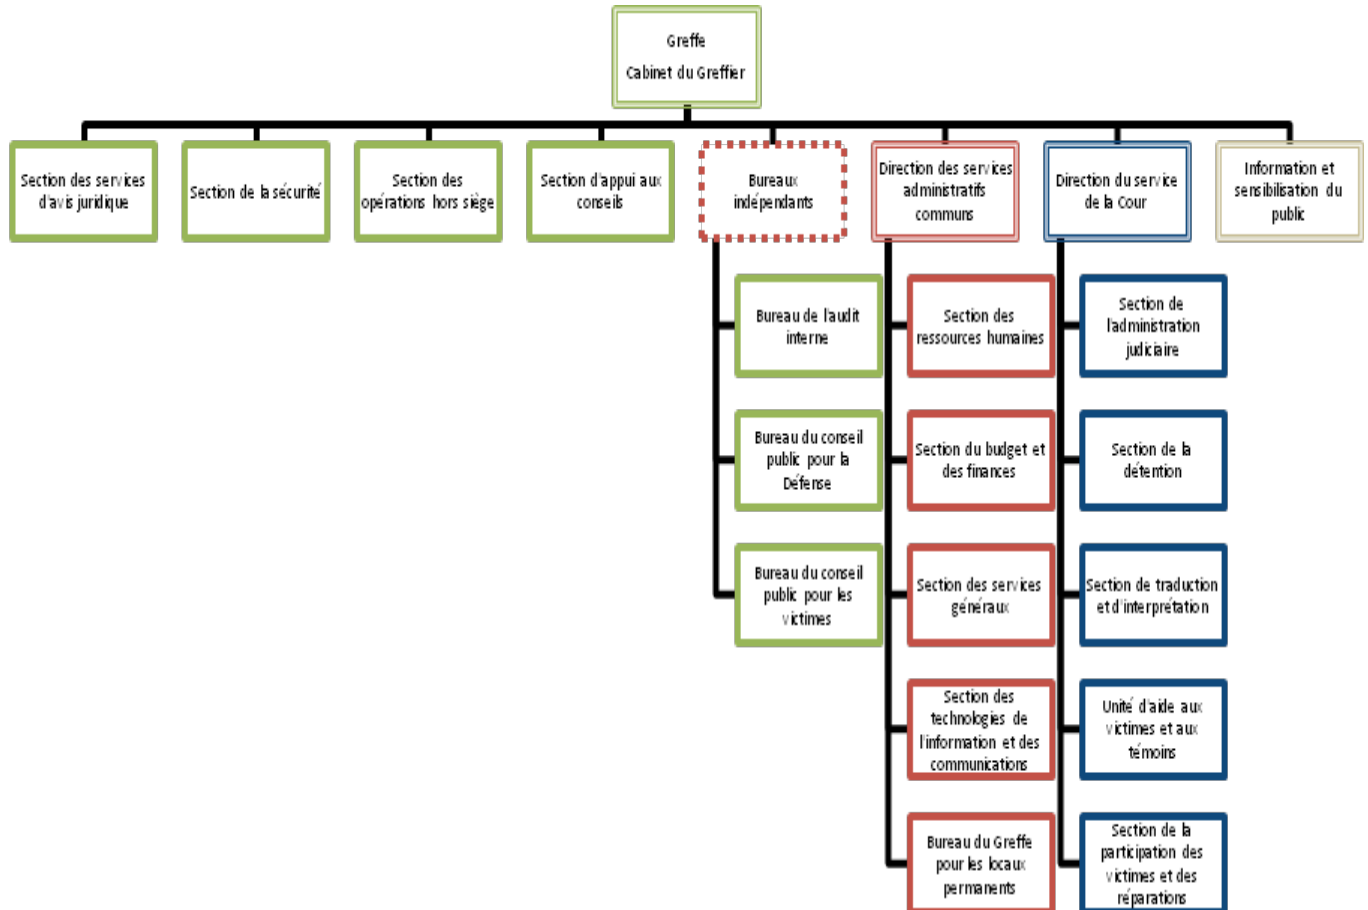 Greffe
Cabinet du Greffier
Section des services
d'avis juridique
Section de la sécurité
Section des
opérations hors siège
Section d'appui aux
conseils
Bureaux
indépendants
Direction des services
administratifs
communs
Direction du service
de la Cour
Information et
sensibilisation du
public
Bureau de l'audit
interne
Bureau du conseil
public pour la
Défense
Bureau du conseil
public pour les
victimes
Section des
ressources humaines
Section du budget et
des finances
Section des services
généraux
Section des
technologies de
l'information et des
communications
Bureau du Greffe
pour les locaux
permanents
Section de
l'administration
judiciaire
Section de la
détention
Section de traduction
et d'interprétation
Unité d'aide aux
victimes et aux
témoins
Section de la
participation des
victimes et des
réparations